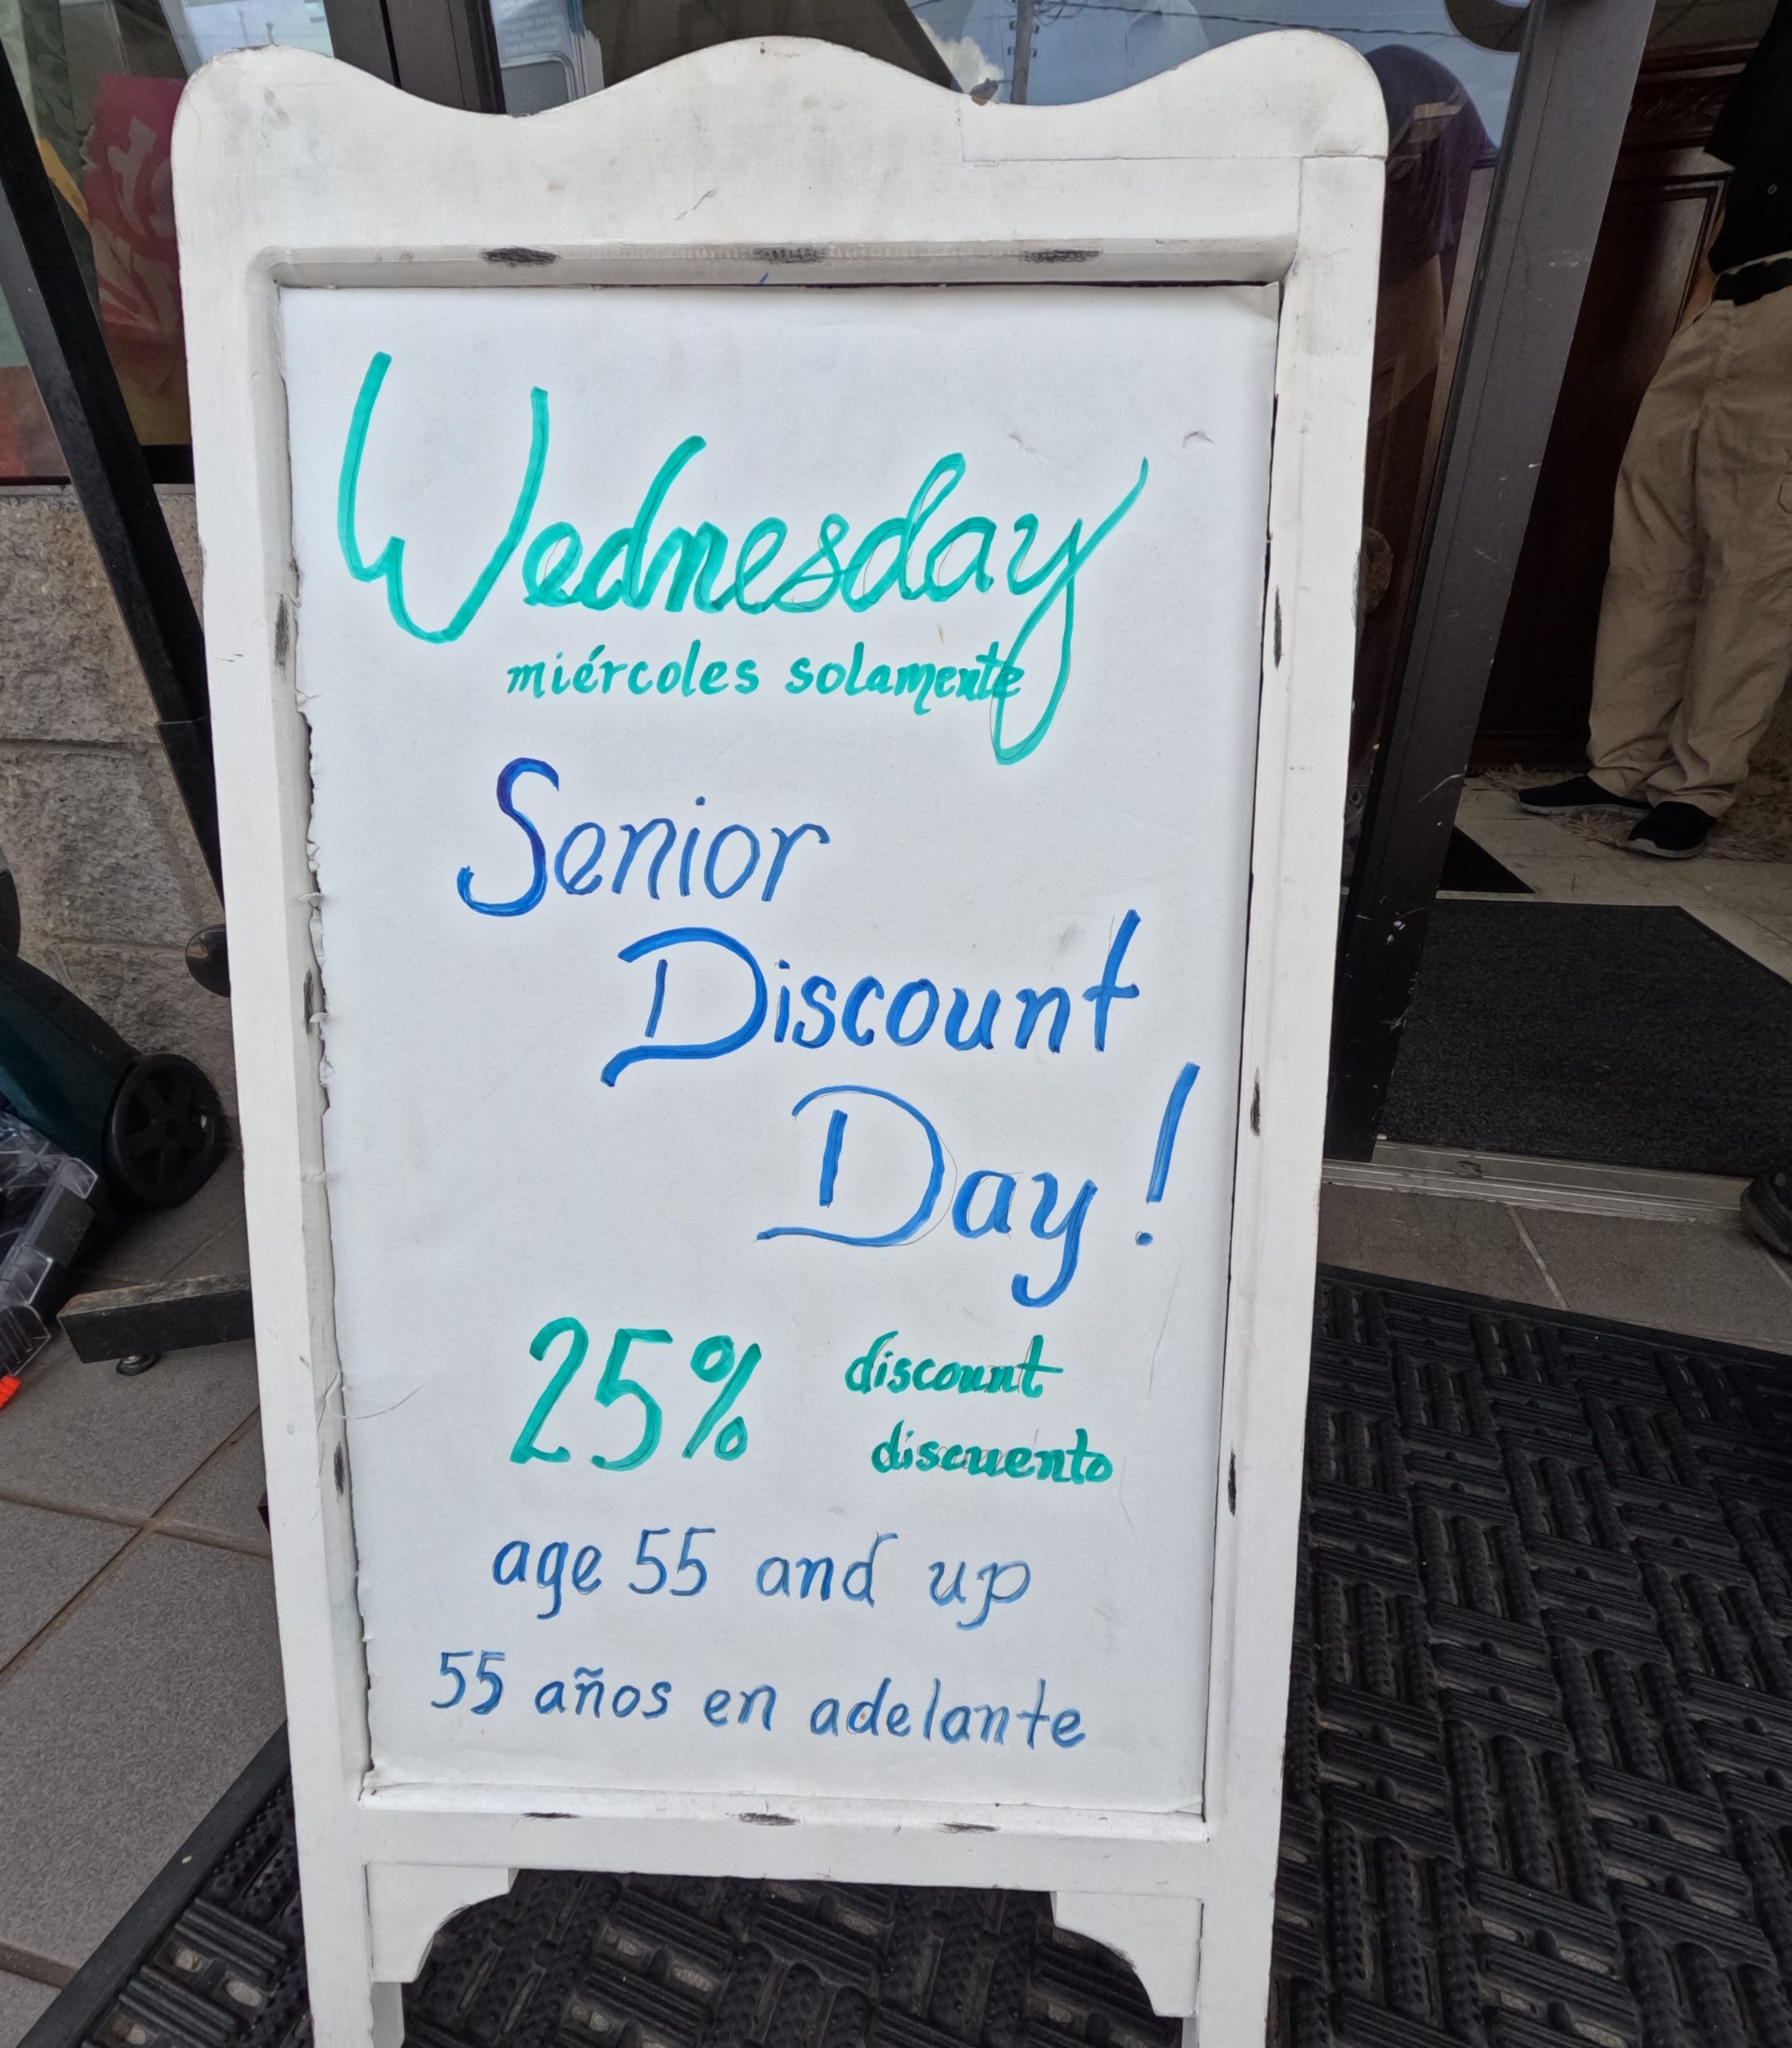 Wednesday
miércoles solamente
Senior
Discount
Day!
25% discount
discuento
age 55 and up
55 años en adelante